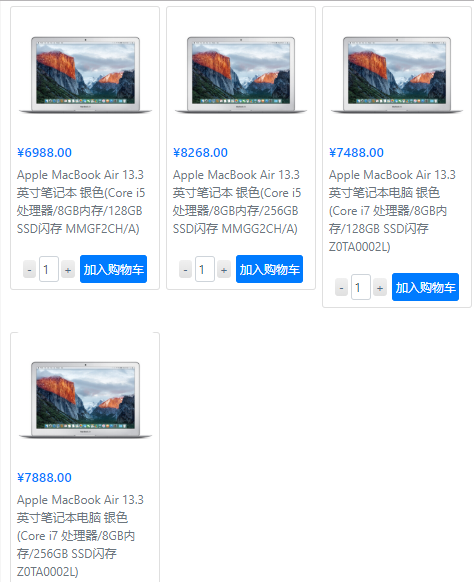 ¥6988.00
Apple MacBook Air 13.3
英寸笔记本 银色(Core i5
处理器/8GB内存/128GB
SSD闪存 MMGF2CH/A)
- 1 + 加入购物车
¥8268.00
Apple MacBook Air 13.3
英寸笔记本 银色(Core i5
处理器/8GB内存/256GB
SSD闪存 MMGG2CH/A)
- 1 + 加入购物车
¥7488.00
Apple MacBook Air 13.3
英寸笔记本电脑 银色
(Core i7 处理器/8GB内
存/128GB SSD闪存
Z0TA0002L)
- 1 + 加入购物车
¥7888.00
Apple MacBook Air 13.3
英寸笔记本电脑 银色
(Core i7 处理器/8GB内
存/256GB SSD闪存
Z0TA0002L)